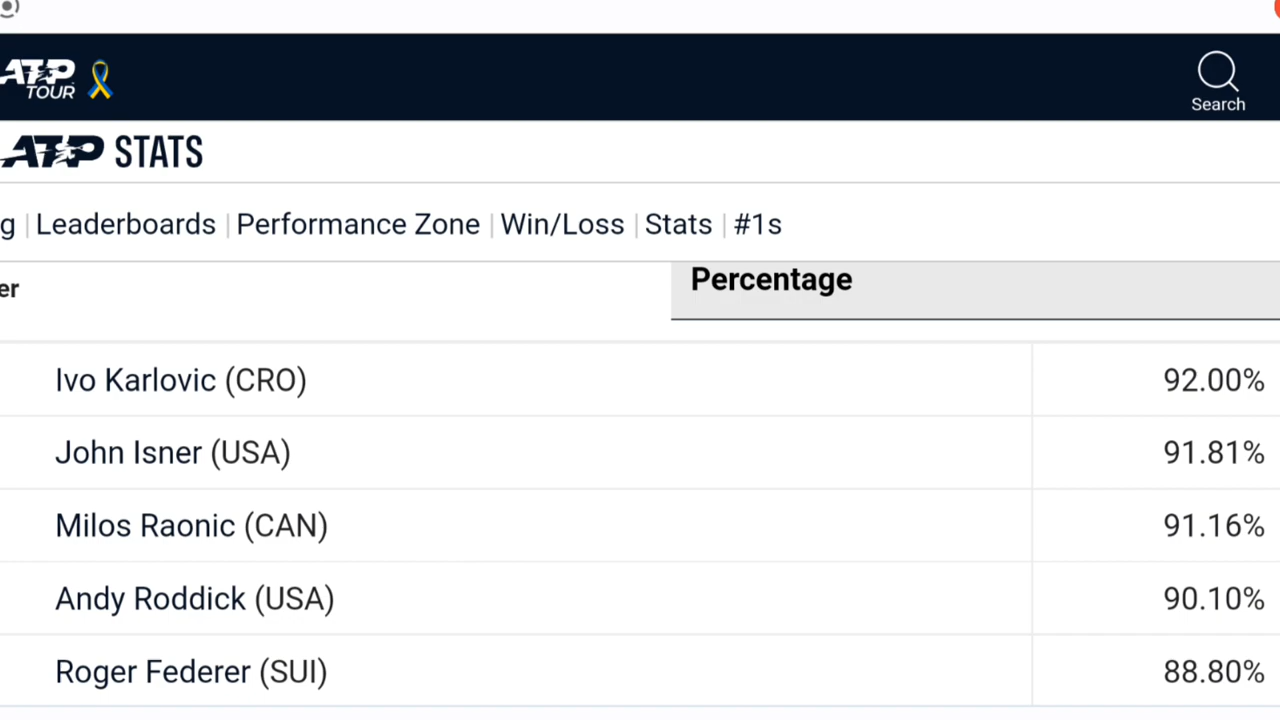 ATP
TOUR
Search
ATP STATS
g | Leaderboards | Performance Zone | Win/Loss | Stats | #1s
er Percentage
Ivo Karlovic (CRO) 92.00%
John Isner (USA) 91.81%
Milos Raonic (CAN) 91.16%
Andy Roddick (USA) 90.10%
Roger Federer (SUI) 88.80%